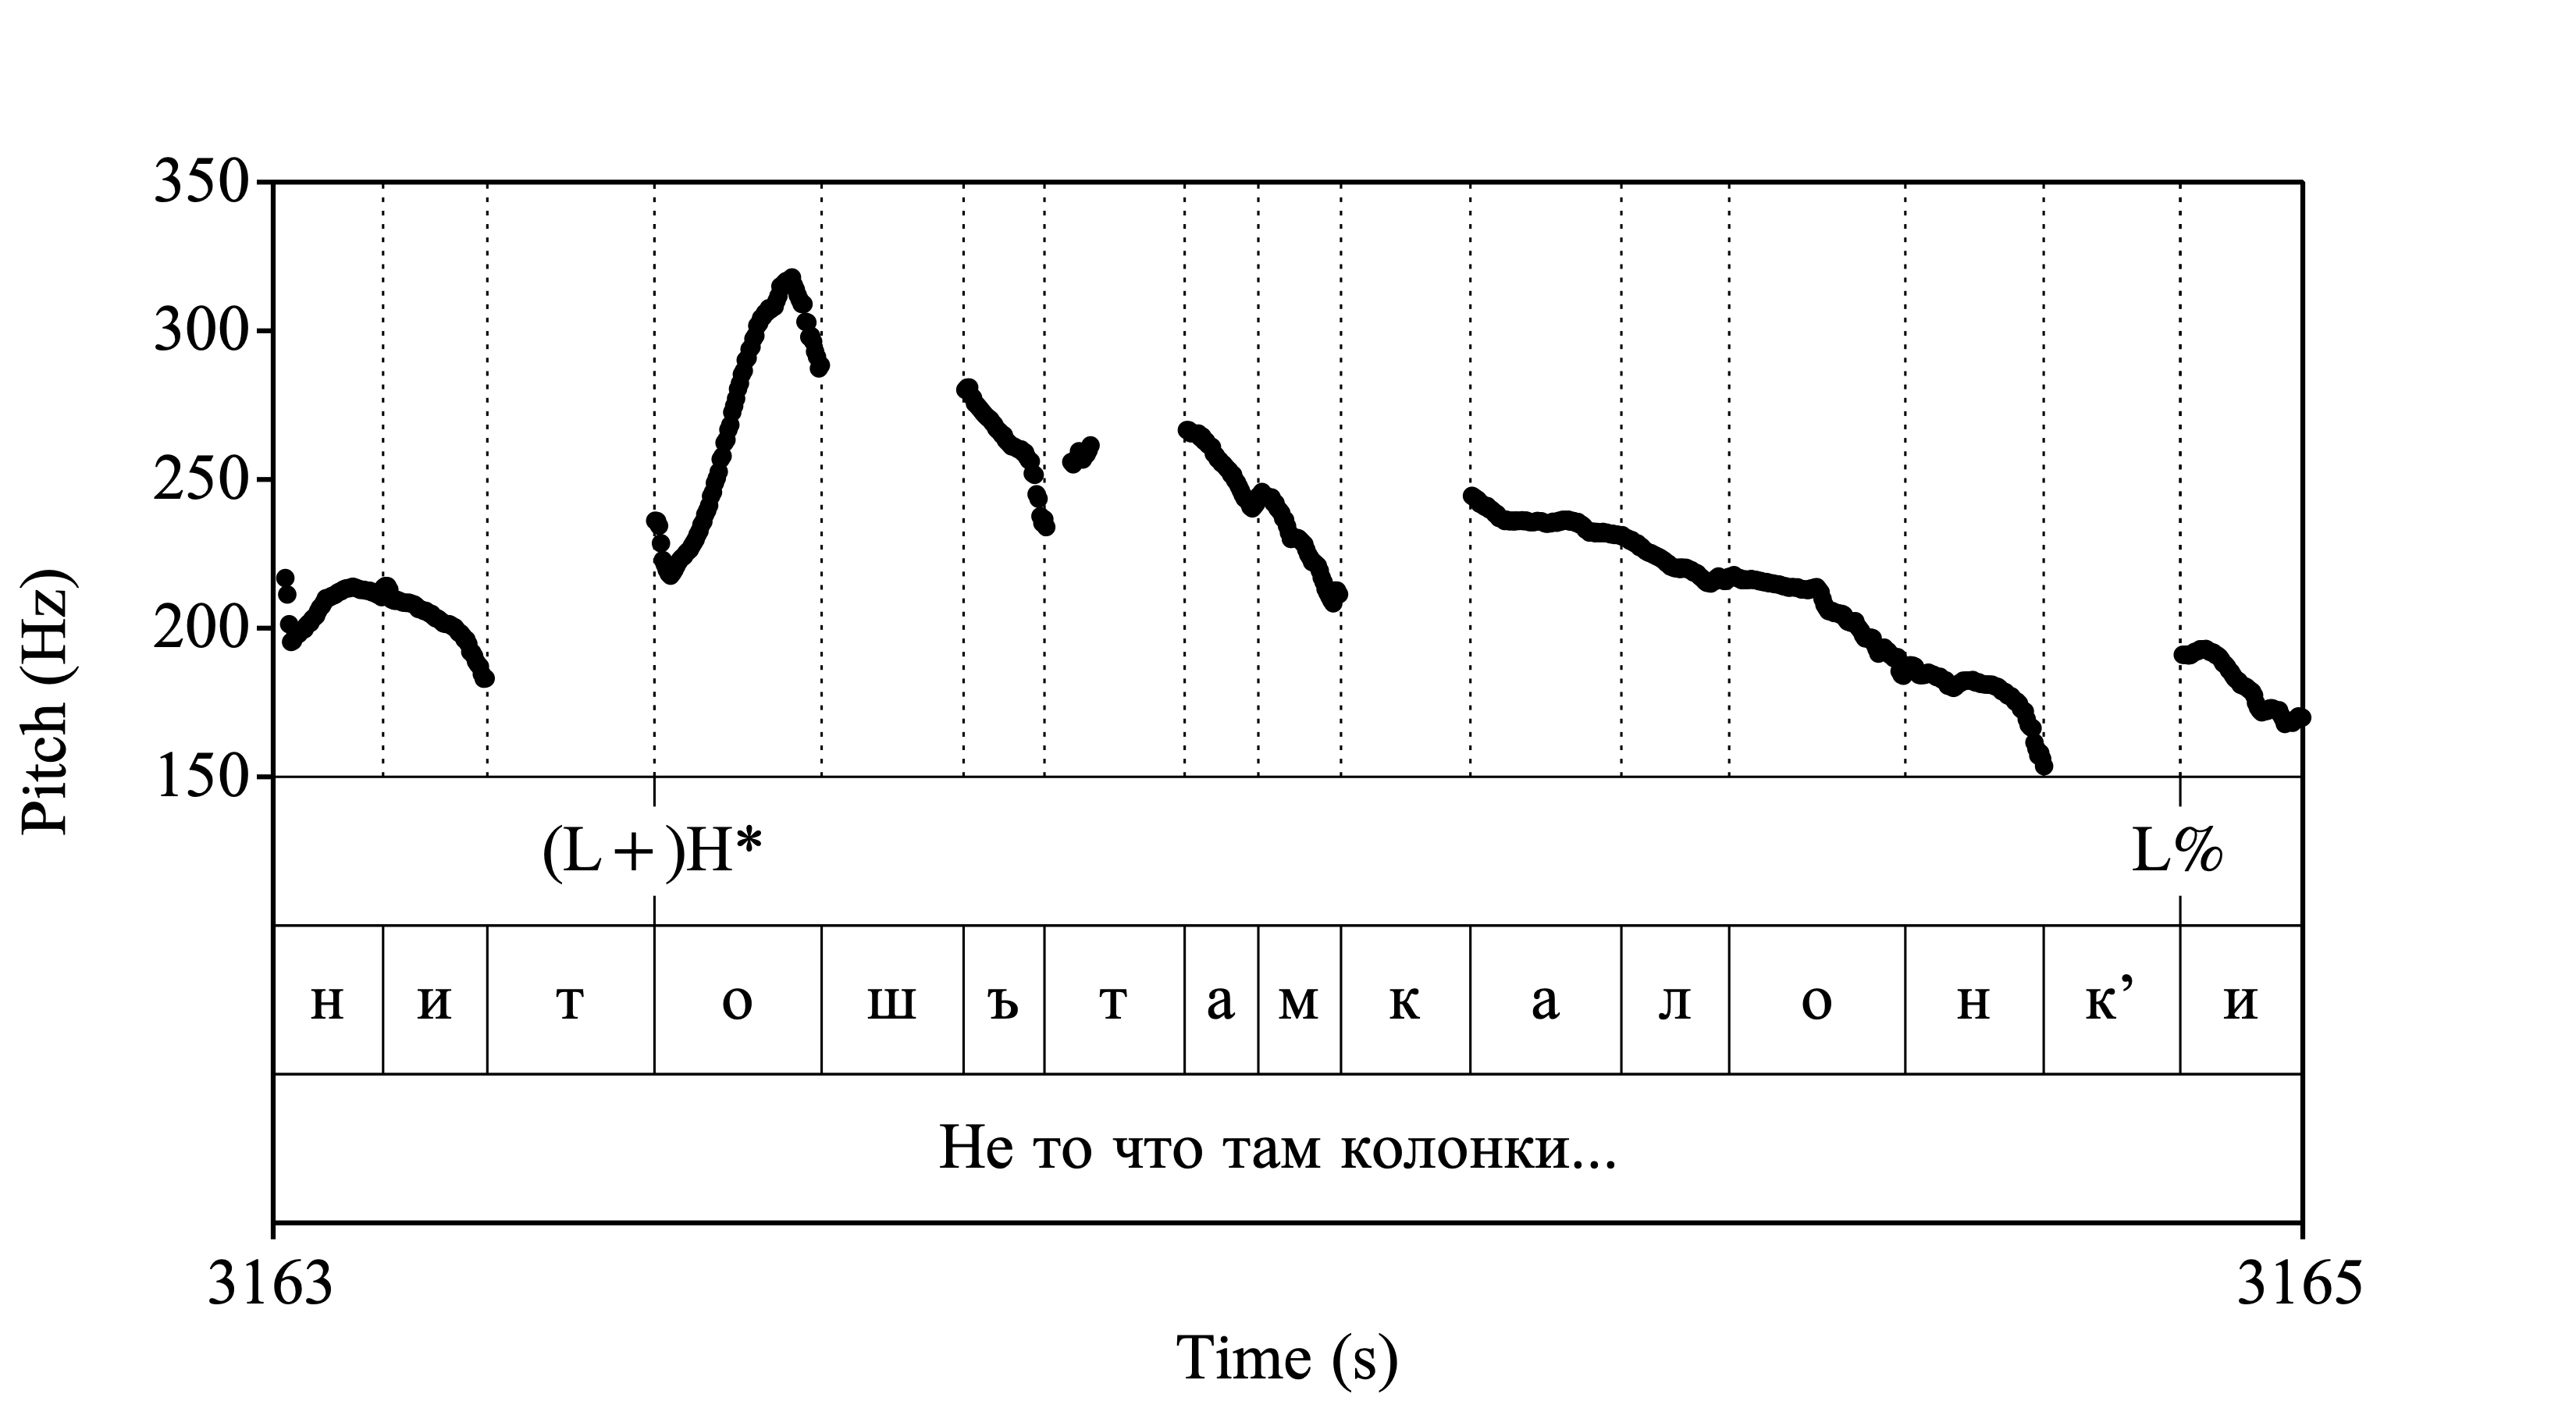 350
300
250
200
150
Pitch (Hz)
(L+)H* L%
н и т о ш ъ т а м к а л о н к’ и
Не то что там колонки...
3163 3165
Time (s)